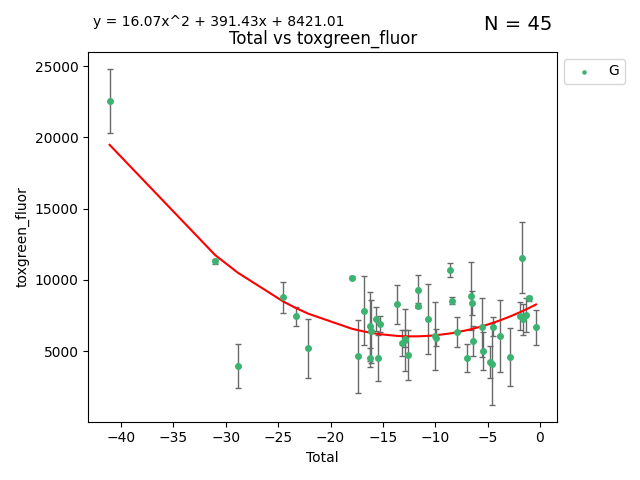 y = 16.07x^2 + 391.43x + 8421.01
N = 45
Total vs toxgreen_fluor
G
25000
20000
15000
10000
5000
toxgreen_fluor
−40 −35 −30 −25 −20 −15 −10 −5 0
Total